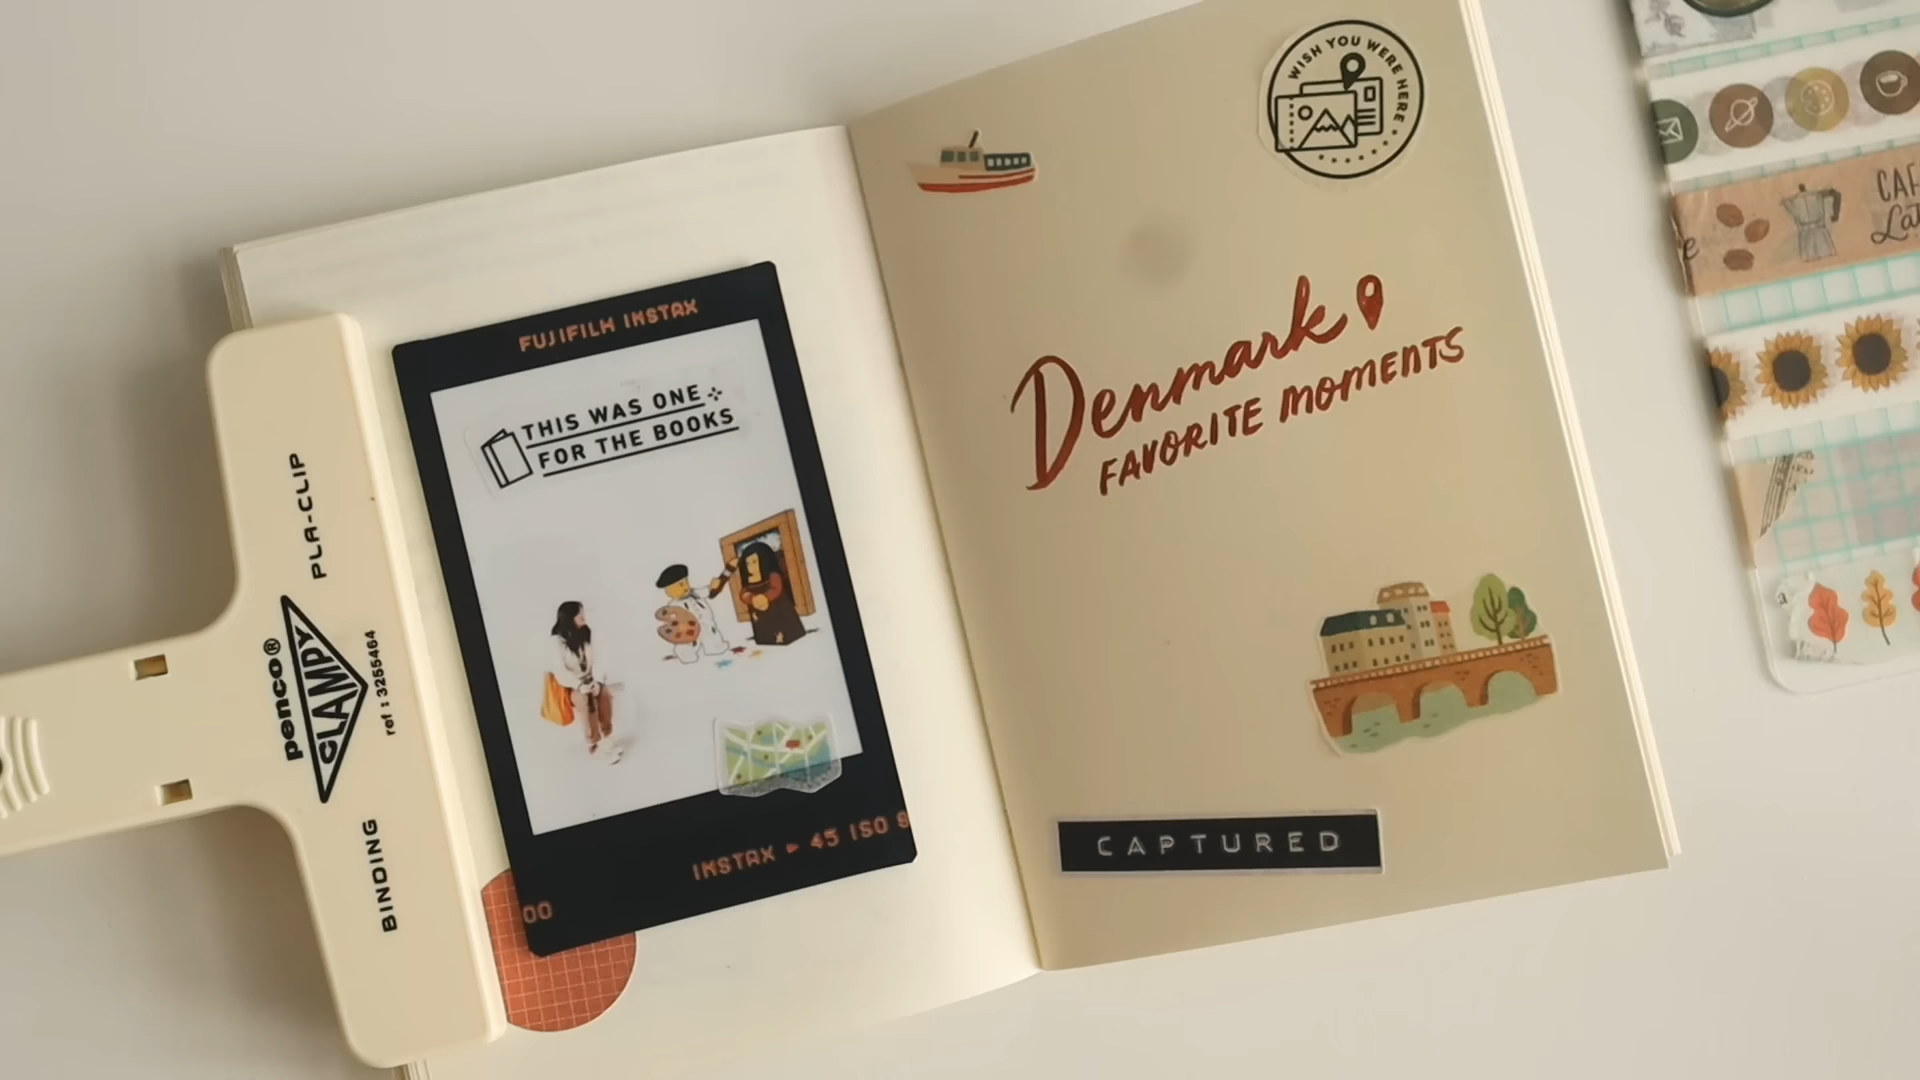 PLA-CLIP
penco®
CLAMPY
ref : 3255464
BINDING
FUJIFILM INSTAX
THIS WAS ONE
FOR THE BOOKS
INSTAX ▸ 45 ISO 8
00
WISH YOU WERE HERE
Denmark
FAVORITE MOMENTS
CAPTURED